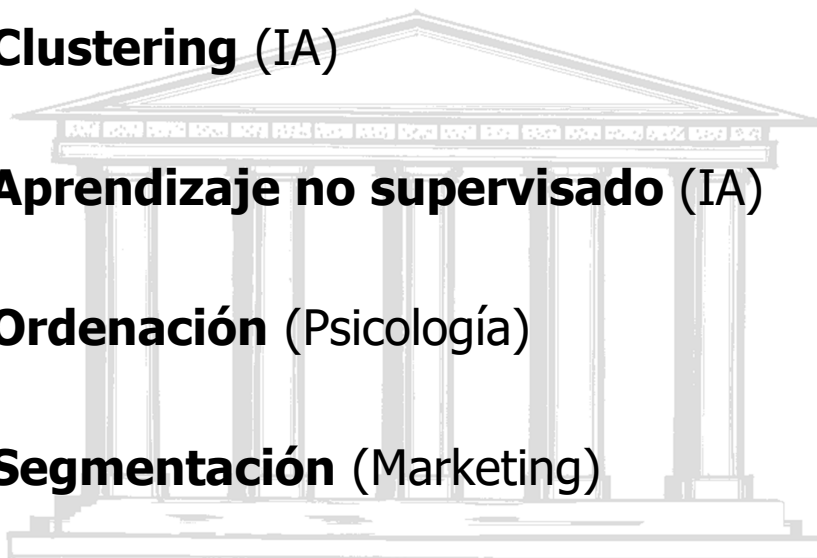 Clustering (IA)
Aprendizaje no supervisado (IA)
Ordenación (Psicología)
Segmentación (Marketing)